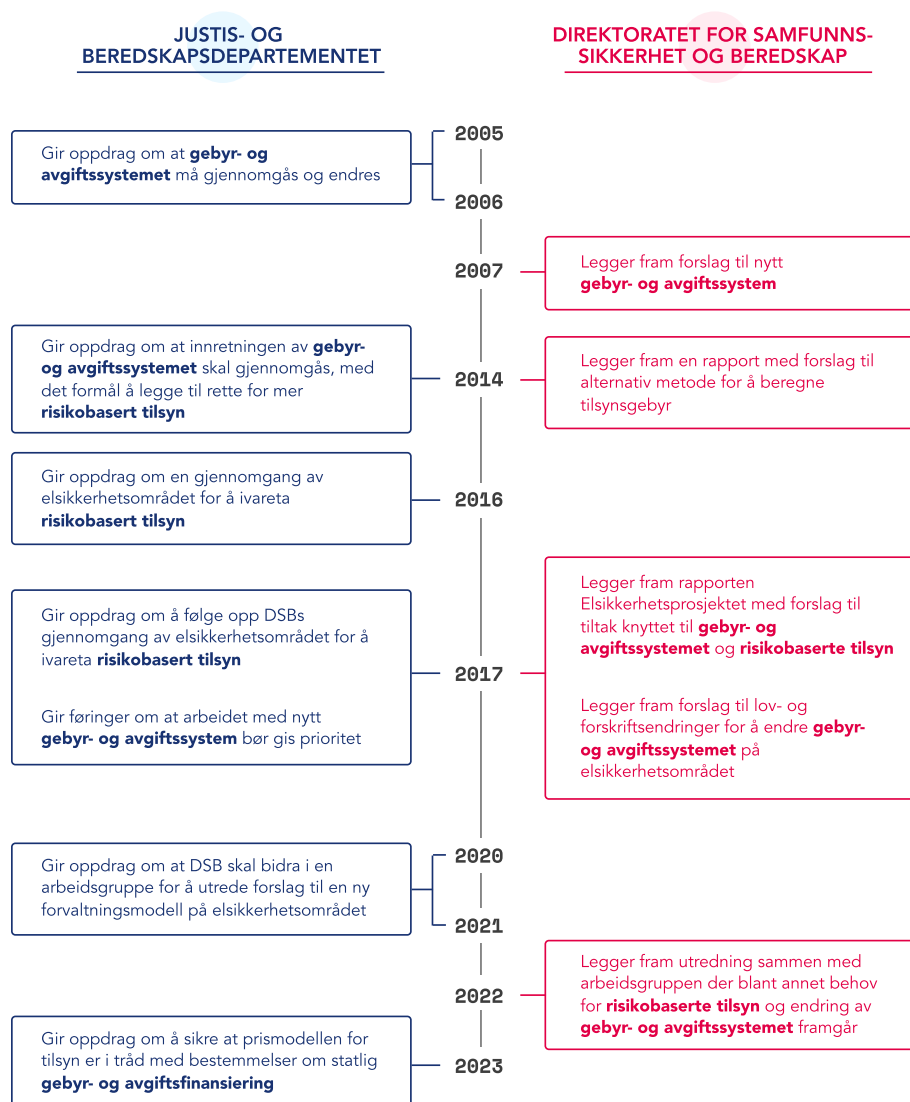 JUSTIS- OG
BEREDSKAPSDEPARTEMENTET
DIREKTORATET FOR SAMFUNNS-
SIKKERHET OG BEREDSKAP
2005
Gir oppdrag om at gebyr- og
avgiftssystemet må gjennomgås og endres
2006
2007
Legger fram forslag til nytt
gebyr- og avgiftssystem
Gir oppdrag om at innretningen av gebyr-
og avgiftssystemet skal gjennomgås, med
det formål å legge til rette for mer
risikobasert tilsyn
2014
Legger fram en rapport med forslag til
alternativ metode for å beregne
tilsynsgebyr
Gir oppdrag om en gjennomgang av
elsikkerhetsområdet for å ivareta
risikobasert tilsyn
2016
Gir oppdrag om å følge opp DSBs
gjennomgang av elsikkerhetsområdet for å
ivareta risikobasert tilsyn
Gir føringer om at arbeidet med nytt
gebyr- og avgiftssystem bør gis prioritet
2017
Legger fram rapporten
Elsikkerhetsprosjektet med forslag til
tiltak knyttet til gebyr- og
avgiftssystemet og risikobaserte tilsyn
Legger fram forslag til lov- og
forskriftsendringer for å endre gebyr-
og avgiftssystemet på
elsikkerhetsområdet
2020
Gir oppdrag om at DSB skal bidra i en
arbeidsgruppe for å utrede forslag til en ny
forvaltningsmodell på elsikkerhetsområdet
2021
2022
Legger fram utredning sammen med
arbeidsgruppen der blant annet behov
for risikobaserte tilsyn og endring av
gebyr- og avgiftssystemet framgår
Gir oppdrag om å sikre at prismodellen for
tilsyn er i tråd med bestemmelser om statlig
gebyr- og avgiftsfinansiering
2023